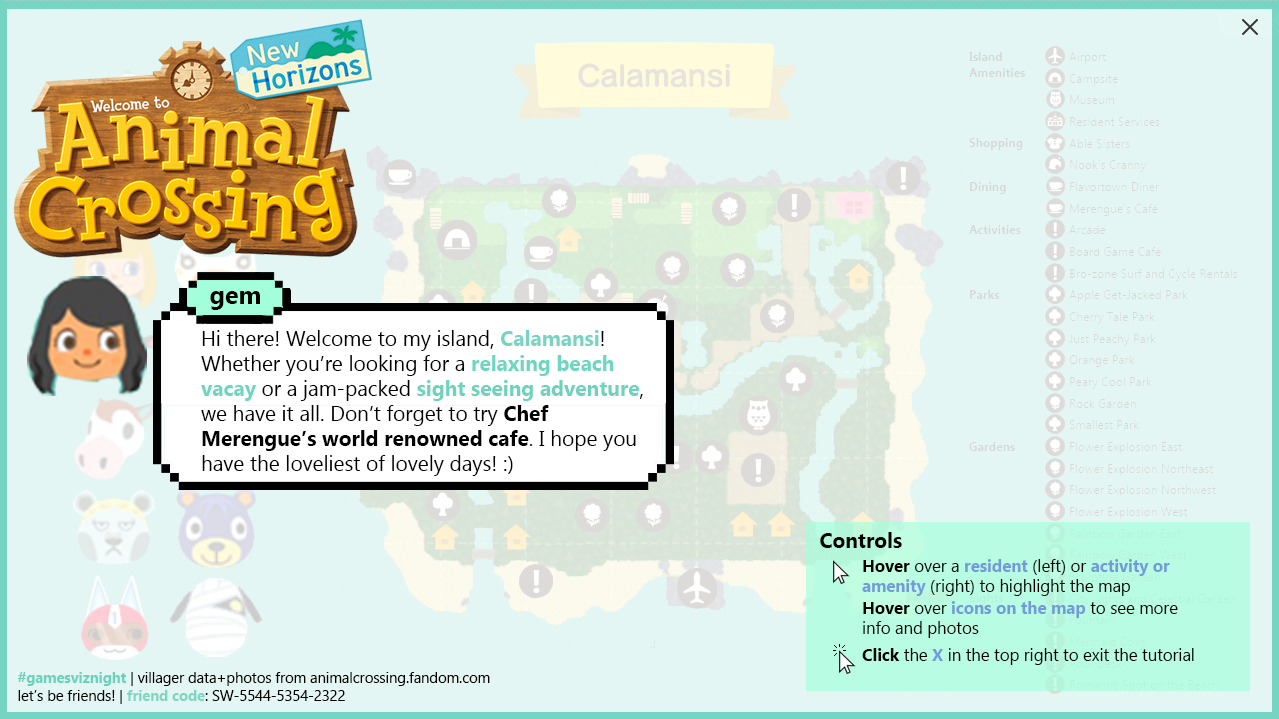 New
Horizons
Welcome to
Animal
Crossing
Calamansi
Island
Amenities
Airport
Campsite
Museum
Resident Services
Shopping
Able Sisters
Nook's Cranny
Dining
Flavortown Diner
Merengue's Cafe
Activities
Arcade
Board Game Café
Bro-zone Surf and Cycle Rentals
Parks
Apple Get-Jacked Park
Cherry Tale Park
Just Peachy Park
Orange Park
Peary Cool Park
Rock Garden
Smallest Park
Gardens
Flower Explosion East
Flower Explosion Northeast
Flower Explosion Northwest
Flower Explosion West
gem
Hi there! Welcome to my island, Calamansi!
Whether you’re looking for a relaxing beach
vacay or a jam-packed sight seeing adventure,
we have it all. Don’t forget to try Chef
Merengue’s world renowned cafe. I hope you
have the loveliest of lovely days! :)
Controls
Hover over a resident (left) or activity or
amenity (right) to highlight the map
Hover over icons on the map to see more
info and photos
Click the X in the top right to exit the tutorial
#gamesviznight | villager data+photos from animalcrossing.fandom.com
let’s be friends! | friend code: SW-5544-5354-2322